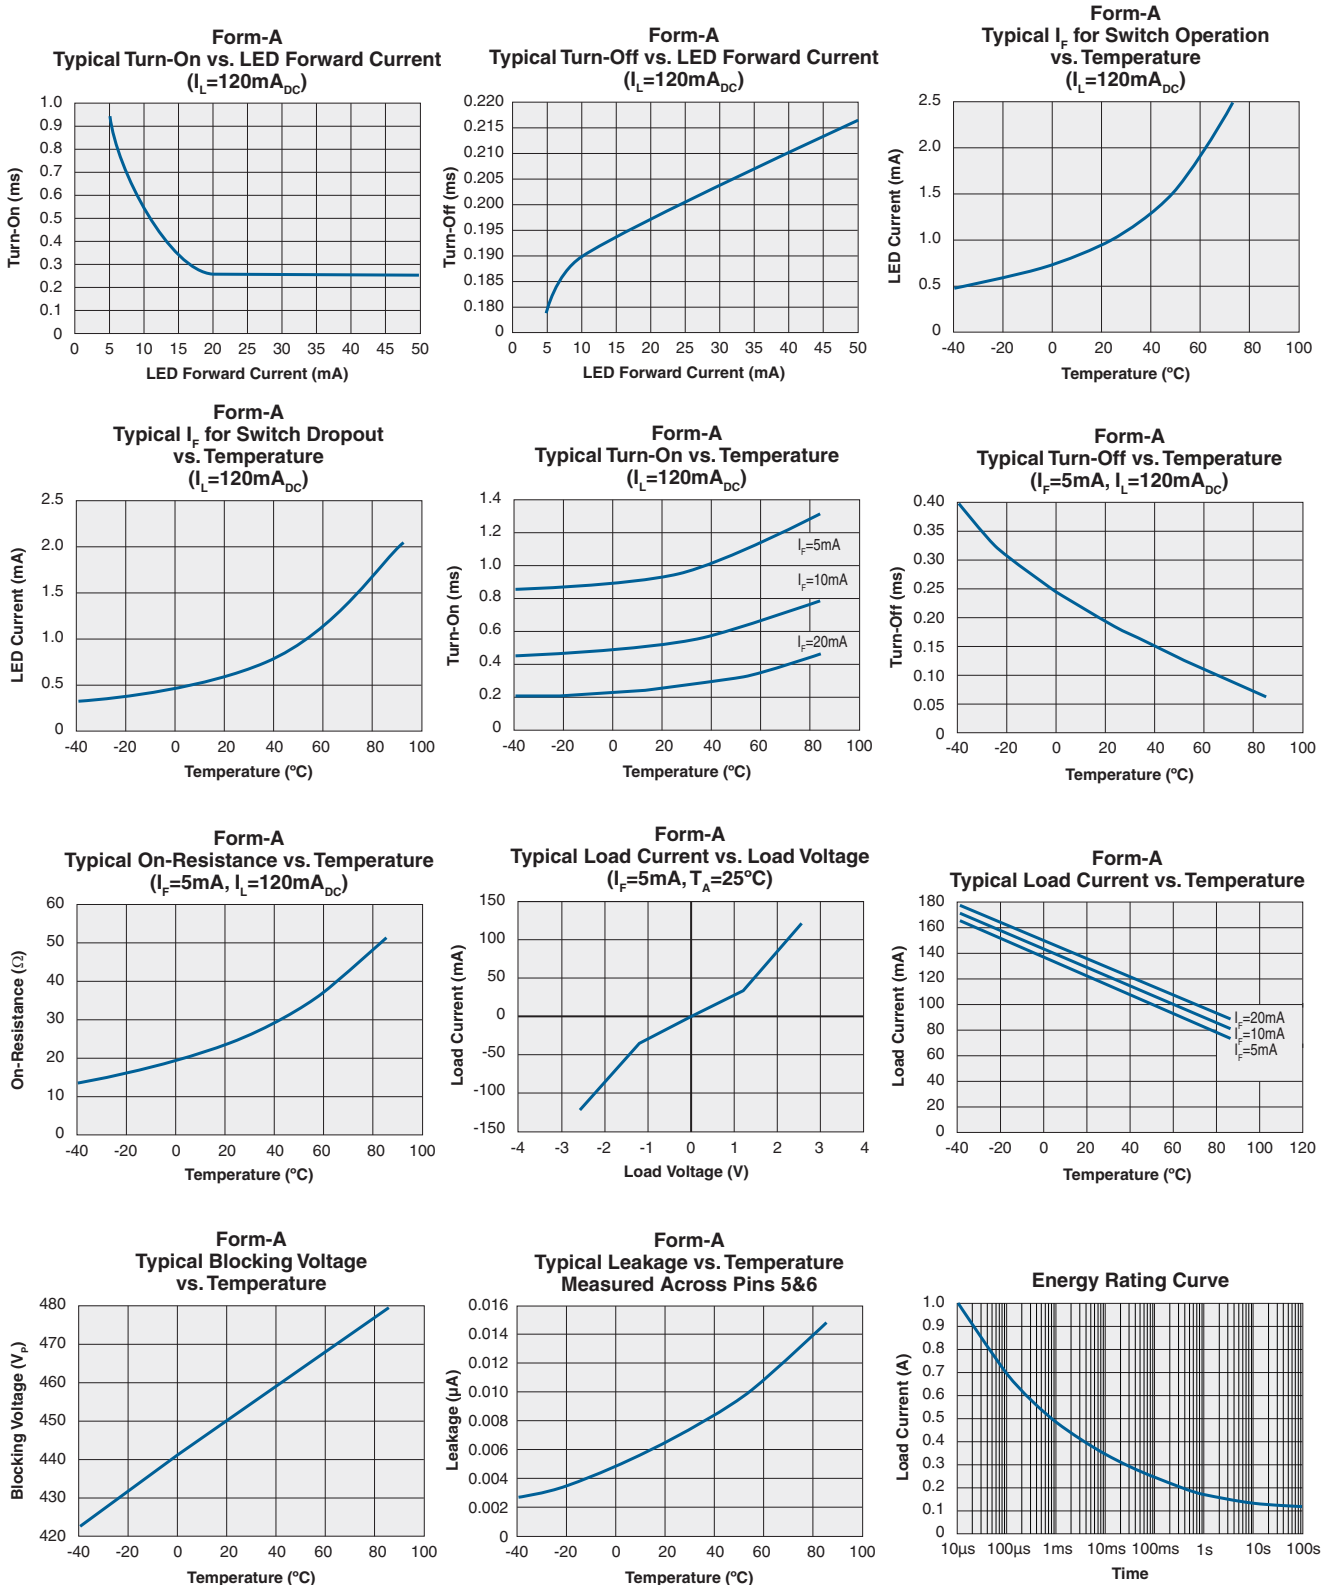 Form-A
Typical Turn-On vs. LED Forward Current
(IL=120mADC)
1.0
0.9
0.8
0.7
0.6
0.5
0.4
0.3
0.2
0.1
0
Turn-On (ms)
0 5 10 15 20 25 30 35 40 45 50
LED Forward Current (mA)
Form-A
Typical Turn-Off vs. LED Forward Current
(IL=120mADC)
0.220
0.215
0.210
0.205
0.200
0.195
0.190
0.185
0.180
0
Turn-Off (ms)
0 5 10 15 20 25 30 35 40 45 50
LED Forward Current (mA)
Form-A
Typical IF for Switch Operation
vs. Temperature
(IL=120mADC)
2.5
2.0
1.5
1.0
0.5
0
LED Current (mA)
-40 -20 0 20 40 60 80 100
Temperature (ºC)
Form-A
Typical IF for Switch Dropout
vs. Temperature
(IL=120mADC)
2.5
2.0
1.5
1.0
0.5
0
LED Current (mA)
-40 -20 0 20 40 60 80 100
Temperature (ºC)
Form-A
Typical Turn-On vs. Temperature
(IL=120mADC)
1.4
1.2
1.0
0.8
0.6
0.4
0.2
0
Turn-On (ms)
IF=5mA
IF=10mA
IF=20mA
-40 -20 0 20 40 60 80 100
Temperature (ºC)
Form-A
Typical Turn-Off vs. Temperature
(IF=5mA, IL=120mADC)
0.40
0.35
0.30
0.25
0.20
0.15
0.10
0.05
0
Turn-Off (ms)
-40 -20 0 20 40 60 80 100
Temperature (ºC)
Form-A
Typical On-Resistance vs. Temperature
(IF=5mA, IL=120mADC)
60
50
40
30
20
10
0
On-Resistance (Ω)
-40 -20 0 20 40 60 80 100
Temperature (ºC)
Form-A
Typical Load Current vs. Load Voltage
(IF=5mA, TA=25ºC)
150
100
50
0
-50
-100
-150
Load Current (mA)
-4 -3 -2 -1 0 1 2 3 4
Load Voltage (V)
Form-A
Typical Load Current vs. Temperature
180
160
140
120
100
80
60
40
20
0
Load Current (mA)
IF=20mA
IF=10mA
IF=5mA
-40 -20 0 20 40 60 80 100 120
Temperature (ºC)
Form-A
Typical Blocking Voltage
vs. Temperature
480
470
460
450
440
430
420
Blocking Voltage (VP)
-40 -20 0 20 40 60 80 100
Temperature (ºC)
Form-A
Typical Leakage vs. Temperature
Measured Across Pins 5&6
0.016
0.014
0.012
0.010
0.008
0.006
0.004
0.002
0
Leakage (µA)
-40 -20 0 20 40 60 80 100
Temperature (ºC)
Energy Rating Curve
1.0
0.9
0.8
0.7
0.6
0.5
0.4
0.3
0.2
0.1
0
Load Current (A)
10µs 100µs 1ms 10ms 100ms 1s 10s 100s
Time